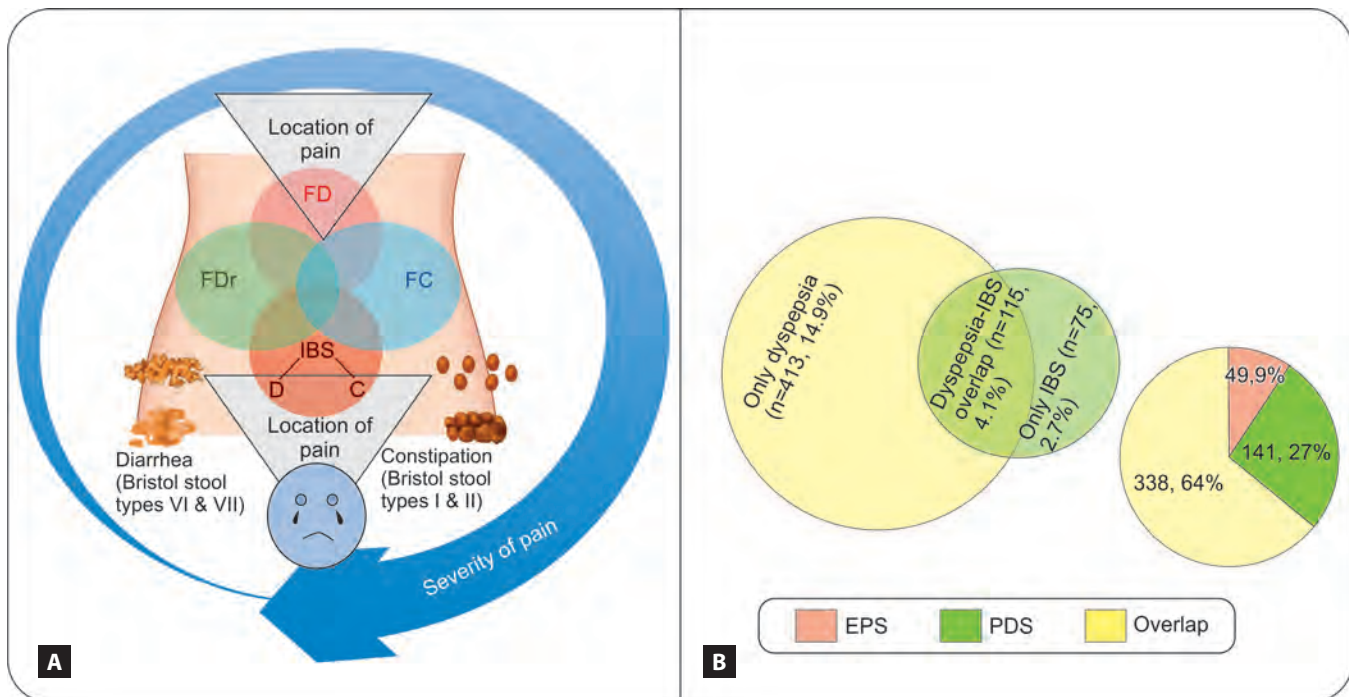 Location of
pain
FD
FDr
FC
IBS
D
C
Location of
pain
Diarrhea
(Bristol stool
types VI & VII)
Constipation
(Bristol stool
types I & II)
Severity of pain
A
Only dyspepsia
(n=413, 14.9%)
Dyspepsia-IBS
overlap (n=115,
4.1%)
Only IBS (n=75,
2.7%)
49,9%
141, 27%
338, 64%
EPS
PDS
Overlap
B